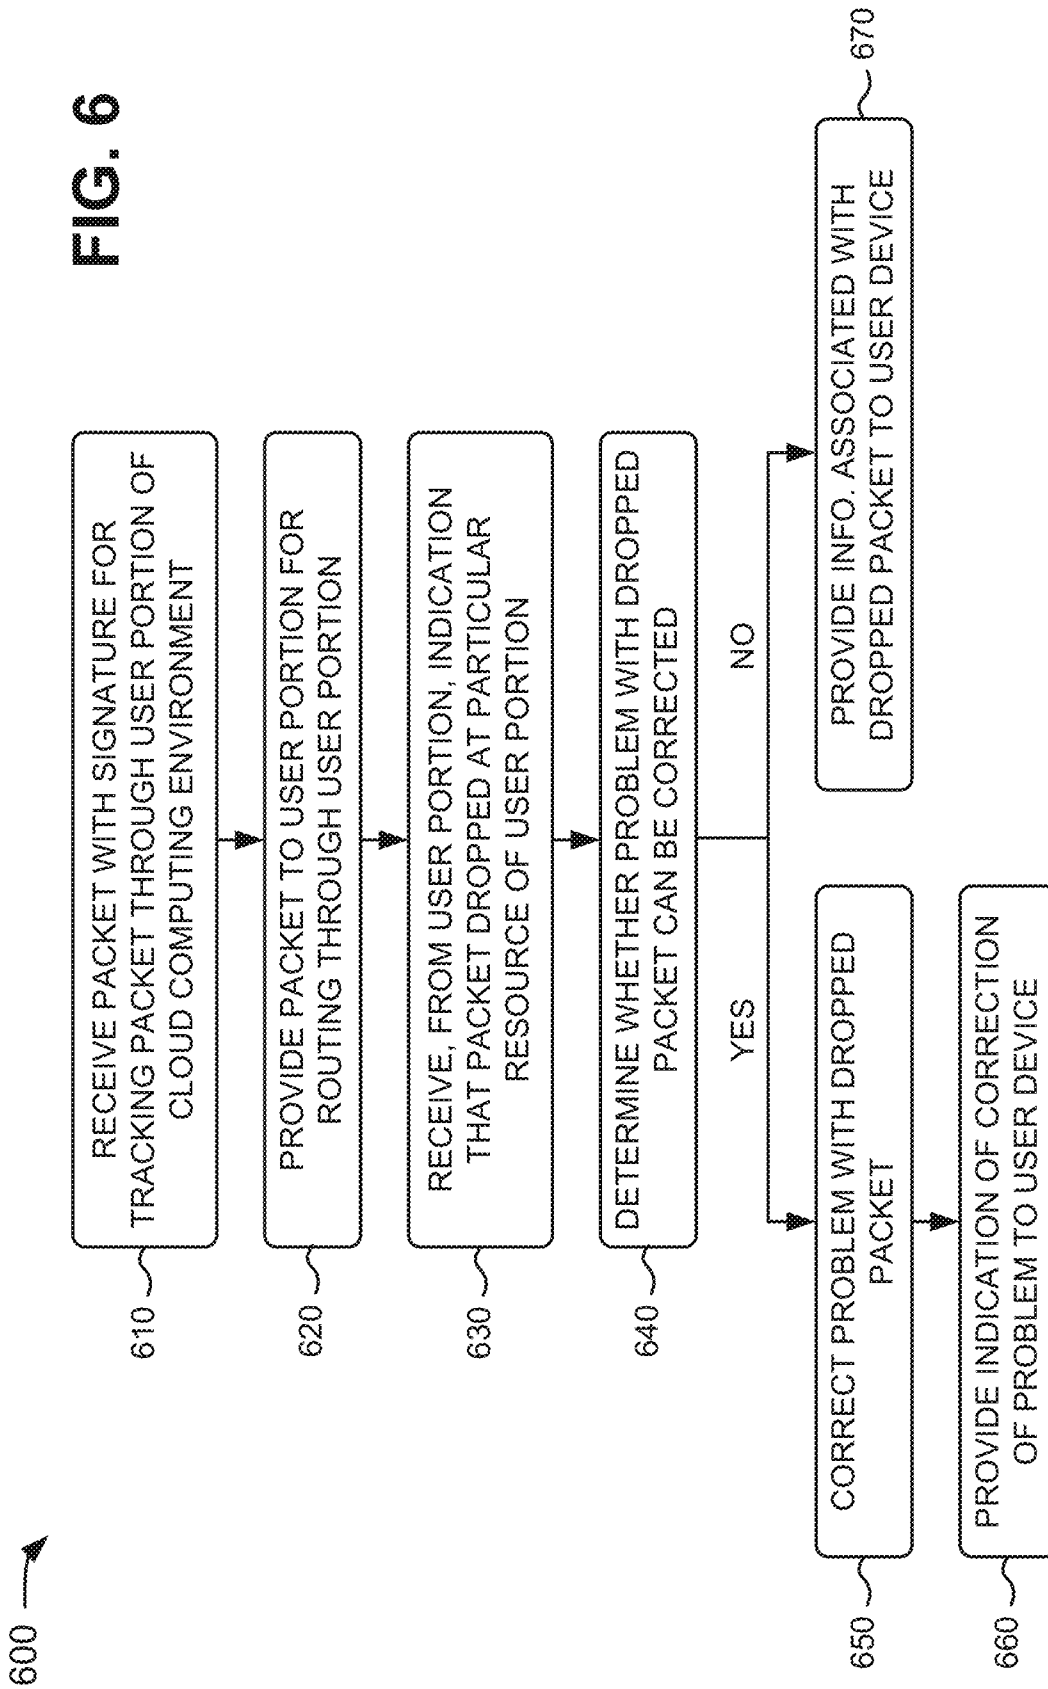 600
FIG. 6
610
RECEIVE PACKET WITH SIGNATURE FOR
TRACKING PACKET THROUGH USER PORTION OF
CLOUD COMPUTING ENVIRONMENT
620
PROVIDE PACKET TO USER PORTION FOR
ROUTING THROUGH USER PORTION
630
RECEIVE, FROM USER PORTION, INDICATION
THAT PACKET DROPPED AT PARTICULAR
RESOURCE OF USER PORTION
640
DETERMINE WHETHER PROBLEM WITH DROPPED
PACKET CAN BE CORRECTED
YES
NO
650
CORRECT PROBLEM WITH DROPPED
PACKET
660
PROVIDE INDICATION OF CORRECTION
OF PROBLEM TO USER DEVICE
670
PROVIDE INFO. ASSOCIATED WITH
DROPPED PACKET TO USER DEVICE